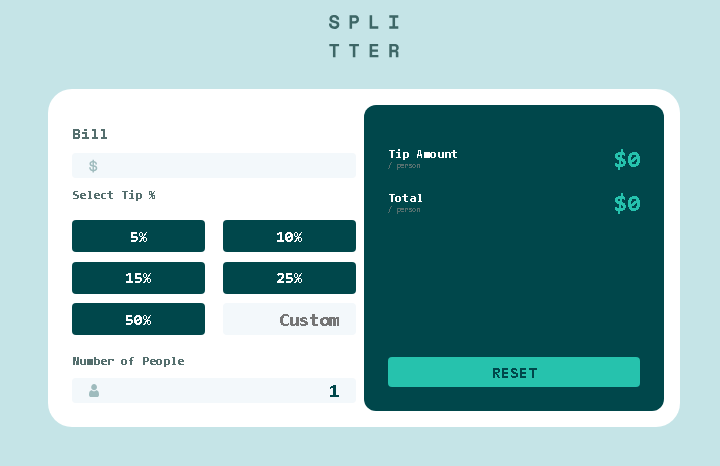 SPLI
TTER
Bill
$
Select Tip %
5%
10%
15%
25%
50%
Custom
Number of People
1
Tip Amount
/ person
$0
Total
/ person
$0
RESET